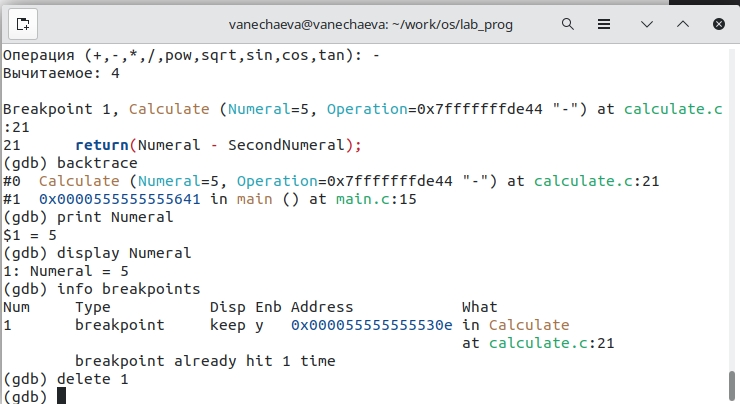 vanechaeva@vanechaeva: ~/work/os/lab_prog
Операция (+,-,*,/,pow,sqrt,sin,cos,tan): -
Вычитаемое: 4
Breakpoint 1, Calculate (Numeral=5, Operation=0x7fffffffde44 "-") at calculate.c
:21
21      return(Numeral - SecondNumeral);
(gdb) backtrace
#0  Calculate (Numeral=5, Operation=0x7fffffffde44 "-") at calculate.c:21
#1  0x0000555555555641 in main () at main.c:15
(gdb) print Numeral
$1 = 5
(gdb) display Numeral
1: Numeral = 5
(gdb) info breakpoints
Num     Type           Disp Enb Address            What
1       breakpoint     keep y   0x000055555555530e in Calculate
                                                   at calculate.c:21
        breakpoint already hit 1 time
(gdb) delete 1
(gdb)